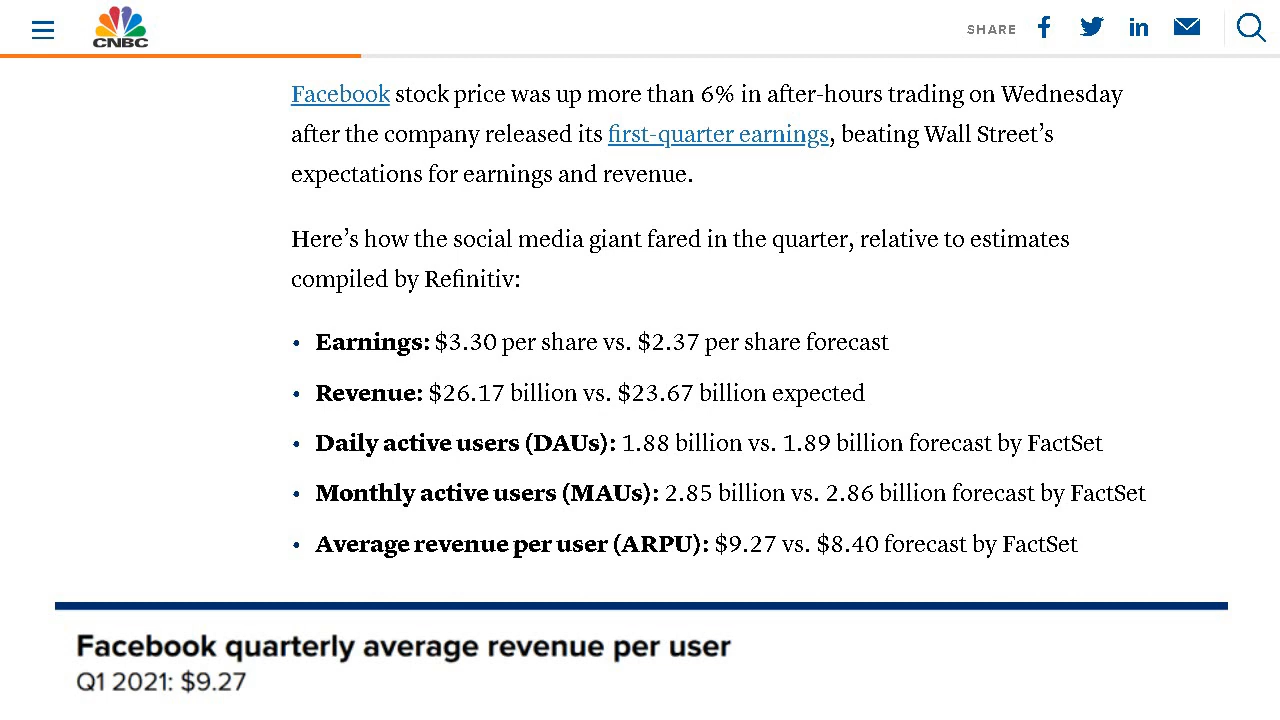 CNBC
SHARE
Facebook stock price was up more than 6% in after-hours trading on Wednesday
after the company released its first-quarter earnings, beating Wall Street’s
expectations for earnings and revenue.
Here’s how the social media giant fared in the quarter, relative to estimates
compiled by Refinitiv:
• Earnings: $3.30 per share vs. $2.37 per share forecast
• Revenue: $26.17 billion vs. $23.67 billion expected
• Daily active users (DAUs): 1.88 billion vs. 1.89 billion forecast by FactSet
• Monthly active users (MAUs): 2.85 billion vs. 2.86 billion forecast by FactSet
• Average revenue per user (ARPU): $9.27 vs. $8.40 forecast by FactSet
Facebook quarterly average revenue per user
Q1 2021: $9.27